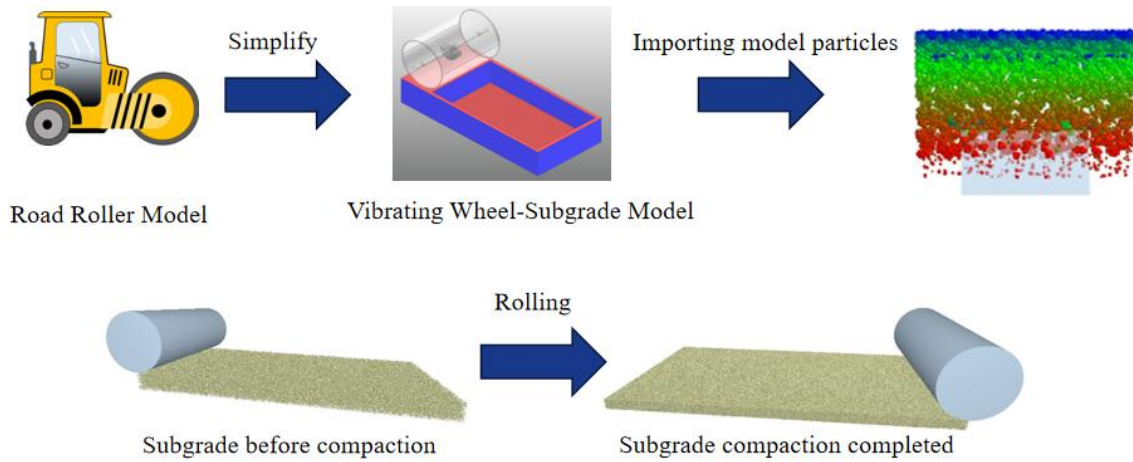 Simplify
Importing model particles
Road Roller Model
Vibrating Wheel-Subgrade Model
Rolling
Subgrade before compaction
Subgrade compaction completed